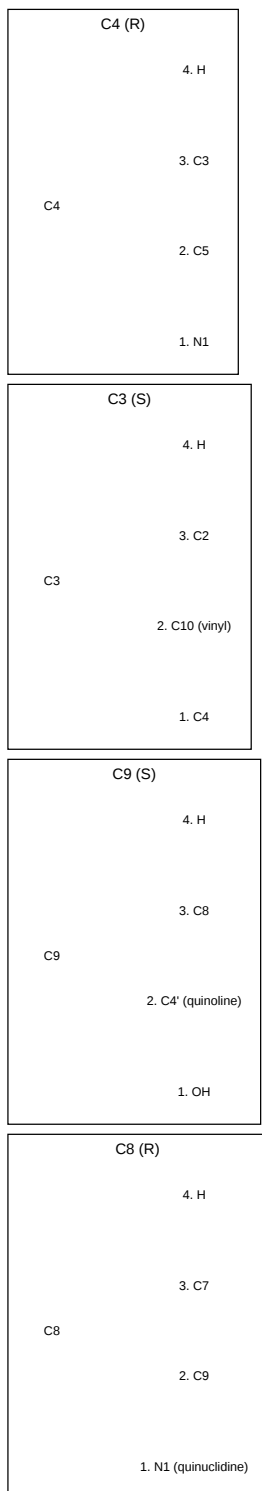 C4 (R)
4. H
3. C3
C4
2. C5
1. N1
C3 (S)
4. H
3. C2
C3
2. C10 (vinyl)
1. C4
C9 (S)
4. H
3. C8
C9
2. C4' (quinoline)
1. OH
C8 (R)
4. H
3. C7
C8
2. C9
1. N1 (quinuclidine)